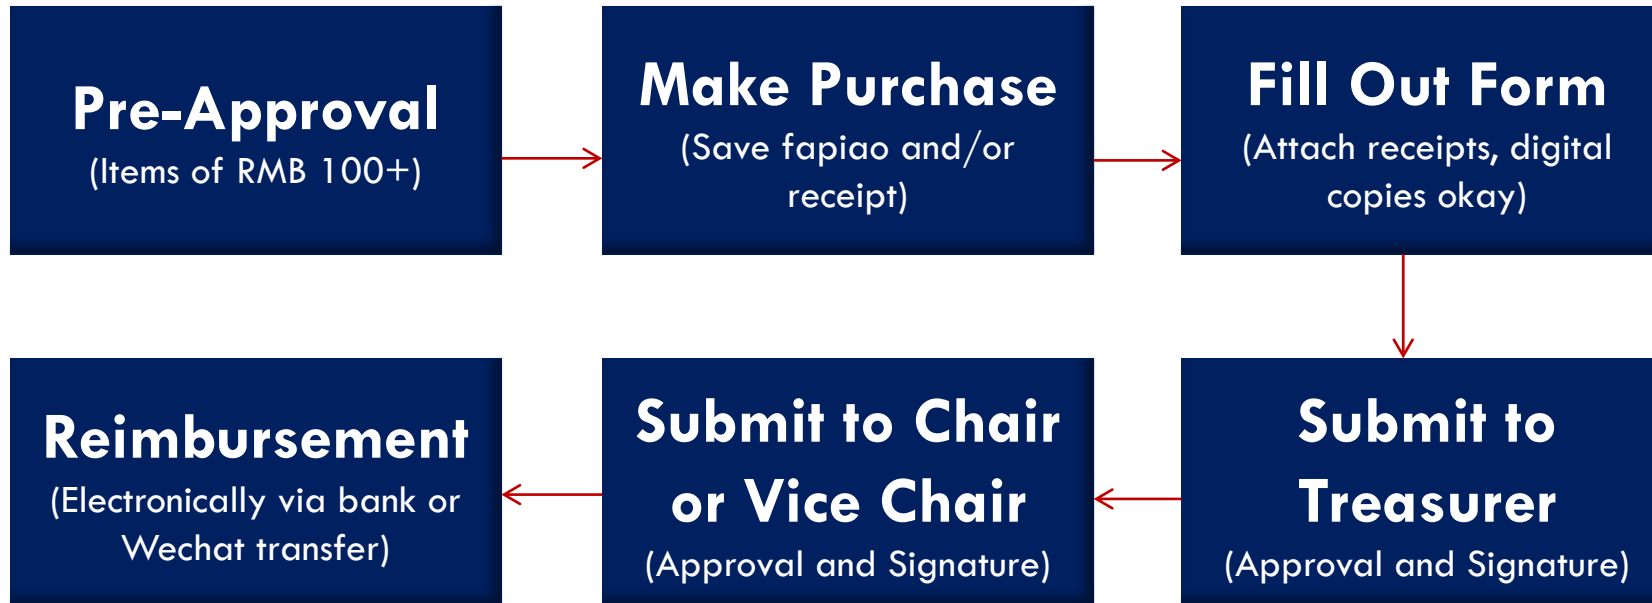 Pre-Approval
(Items of RMB 100+)
Make Purchase
(Save fapiao and/or
receipt)
Fill Out Form
(Attach receipts, digital
copies okay)
Submit to
Treasurer
(Approval and Signature)
Submit to Chair
or Vice Chair
(Approval and Signature)
Reimbursement
(Electronically via bank or
Wechat transfer)